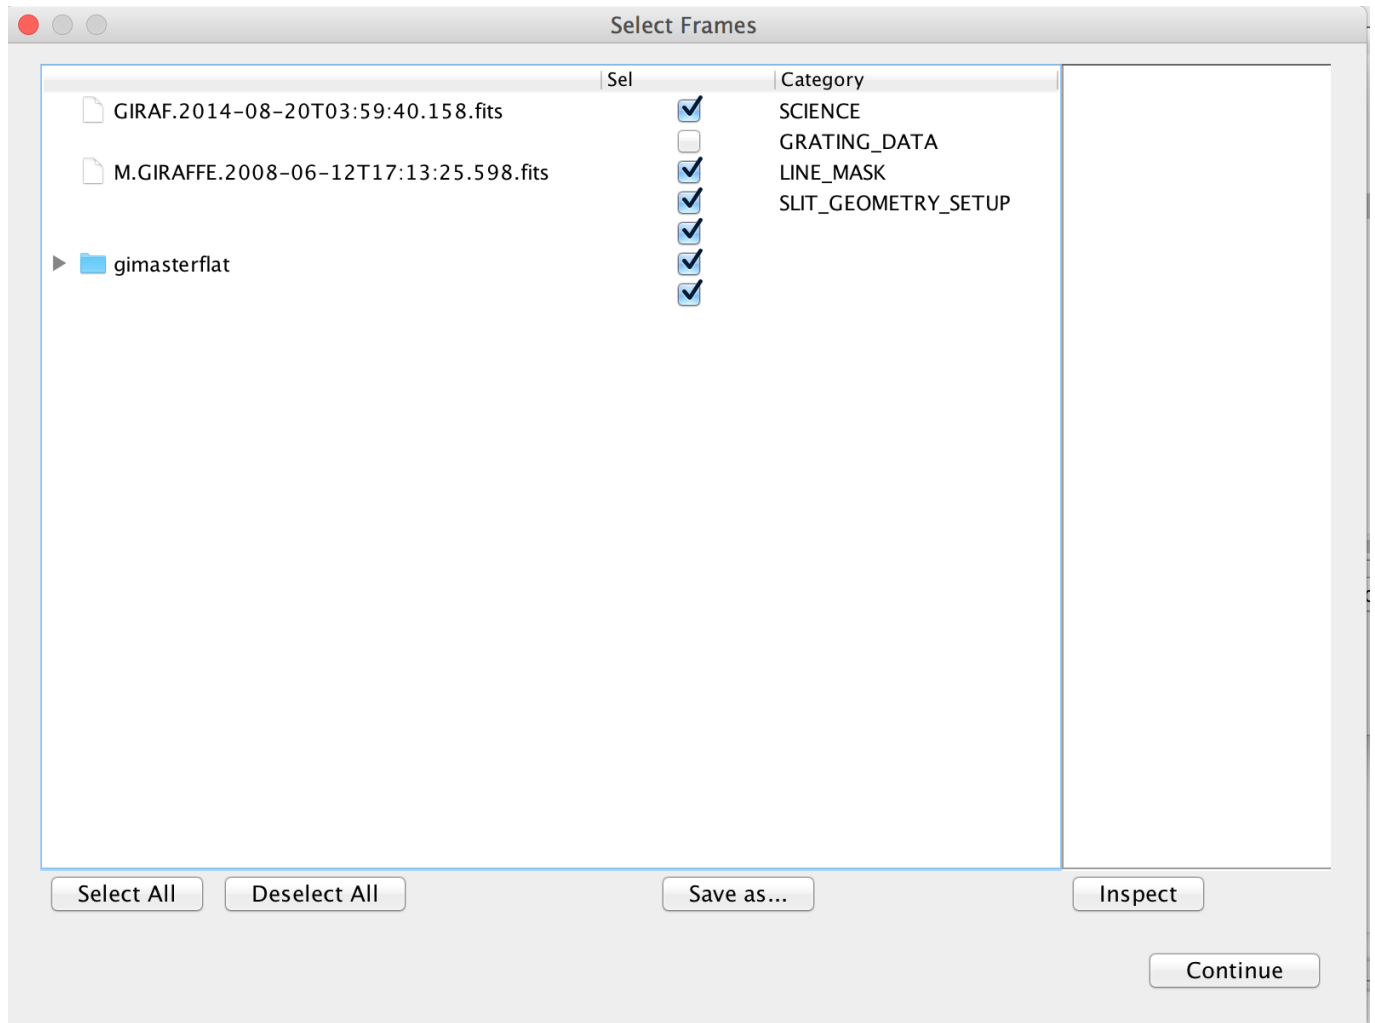 Select Frames
Sel Category
GIRAF.2014-08-20T03:59:40.158.fits SCIENCE
GRATING_DATA
M.GIRAFFE.2008-06-12T17:13:25.598.fits LINE_MASK
SLIT_GEOMETRY_SETUP
gimasterflat
Select All Deselect All Save as... Inspect
Continue